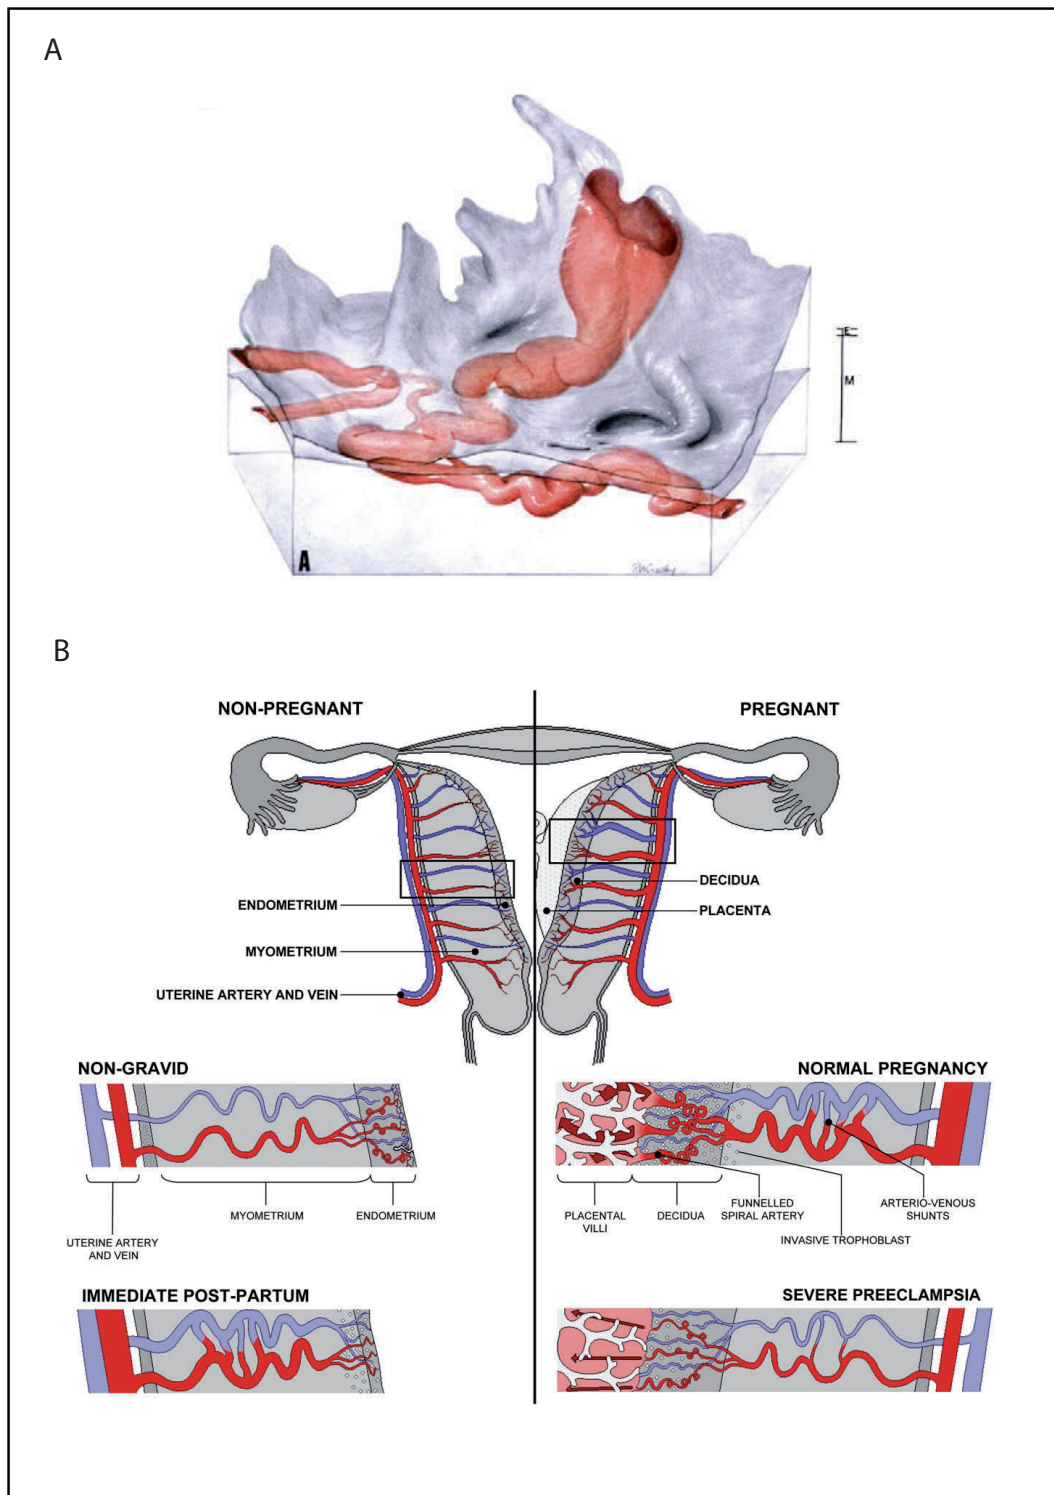 A
E
M
A
B
NON-PREGNANT
PREGNANT
ENDOMETRIUM
MYOMETRIUM
UTERINE ARTERY AND VEIN
DECIDUA
PLACENTA
NON-GRAVID
UTERINE ARTERY
AND VEIN
MYOMETRIUM
ENDOMETRIUM
NORMAL PREGNANCY
PLACENTAL
VILLI
DECIDUA
FUNNELLED
SPIRAL ARTERY
INVASIVE TROPHOBLAST
ARTERIO-VENOUS
SHUNTS
IMMEDIATE POST-PARTUM
SEVERE PREECLAMPSIA